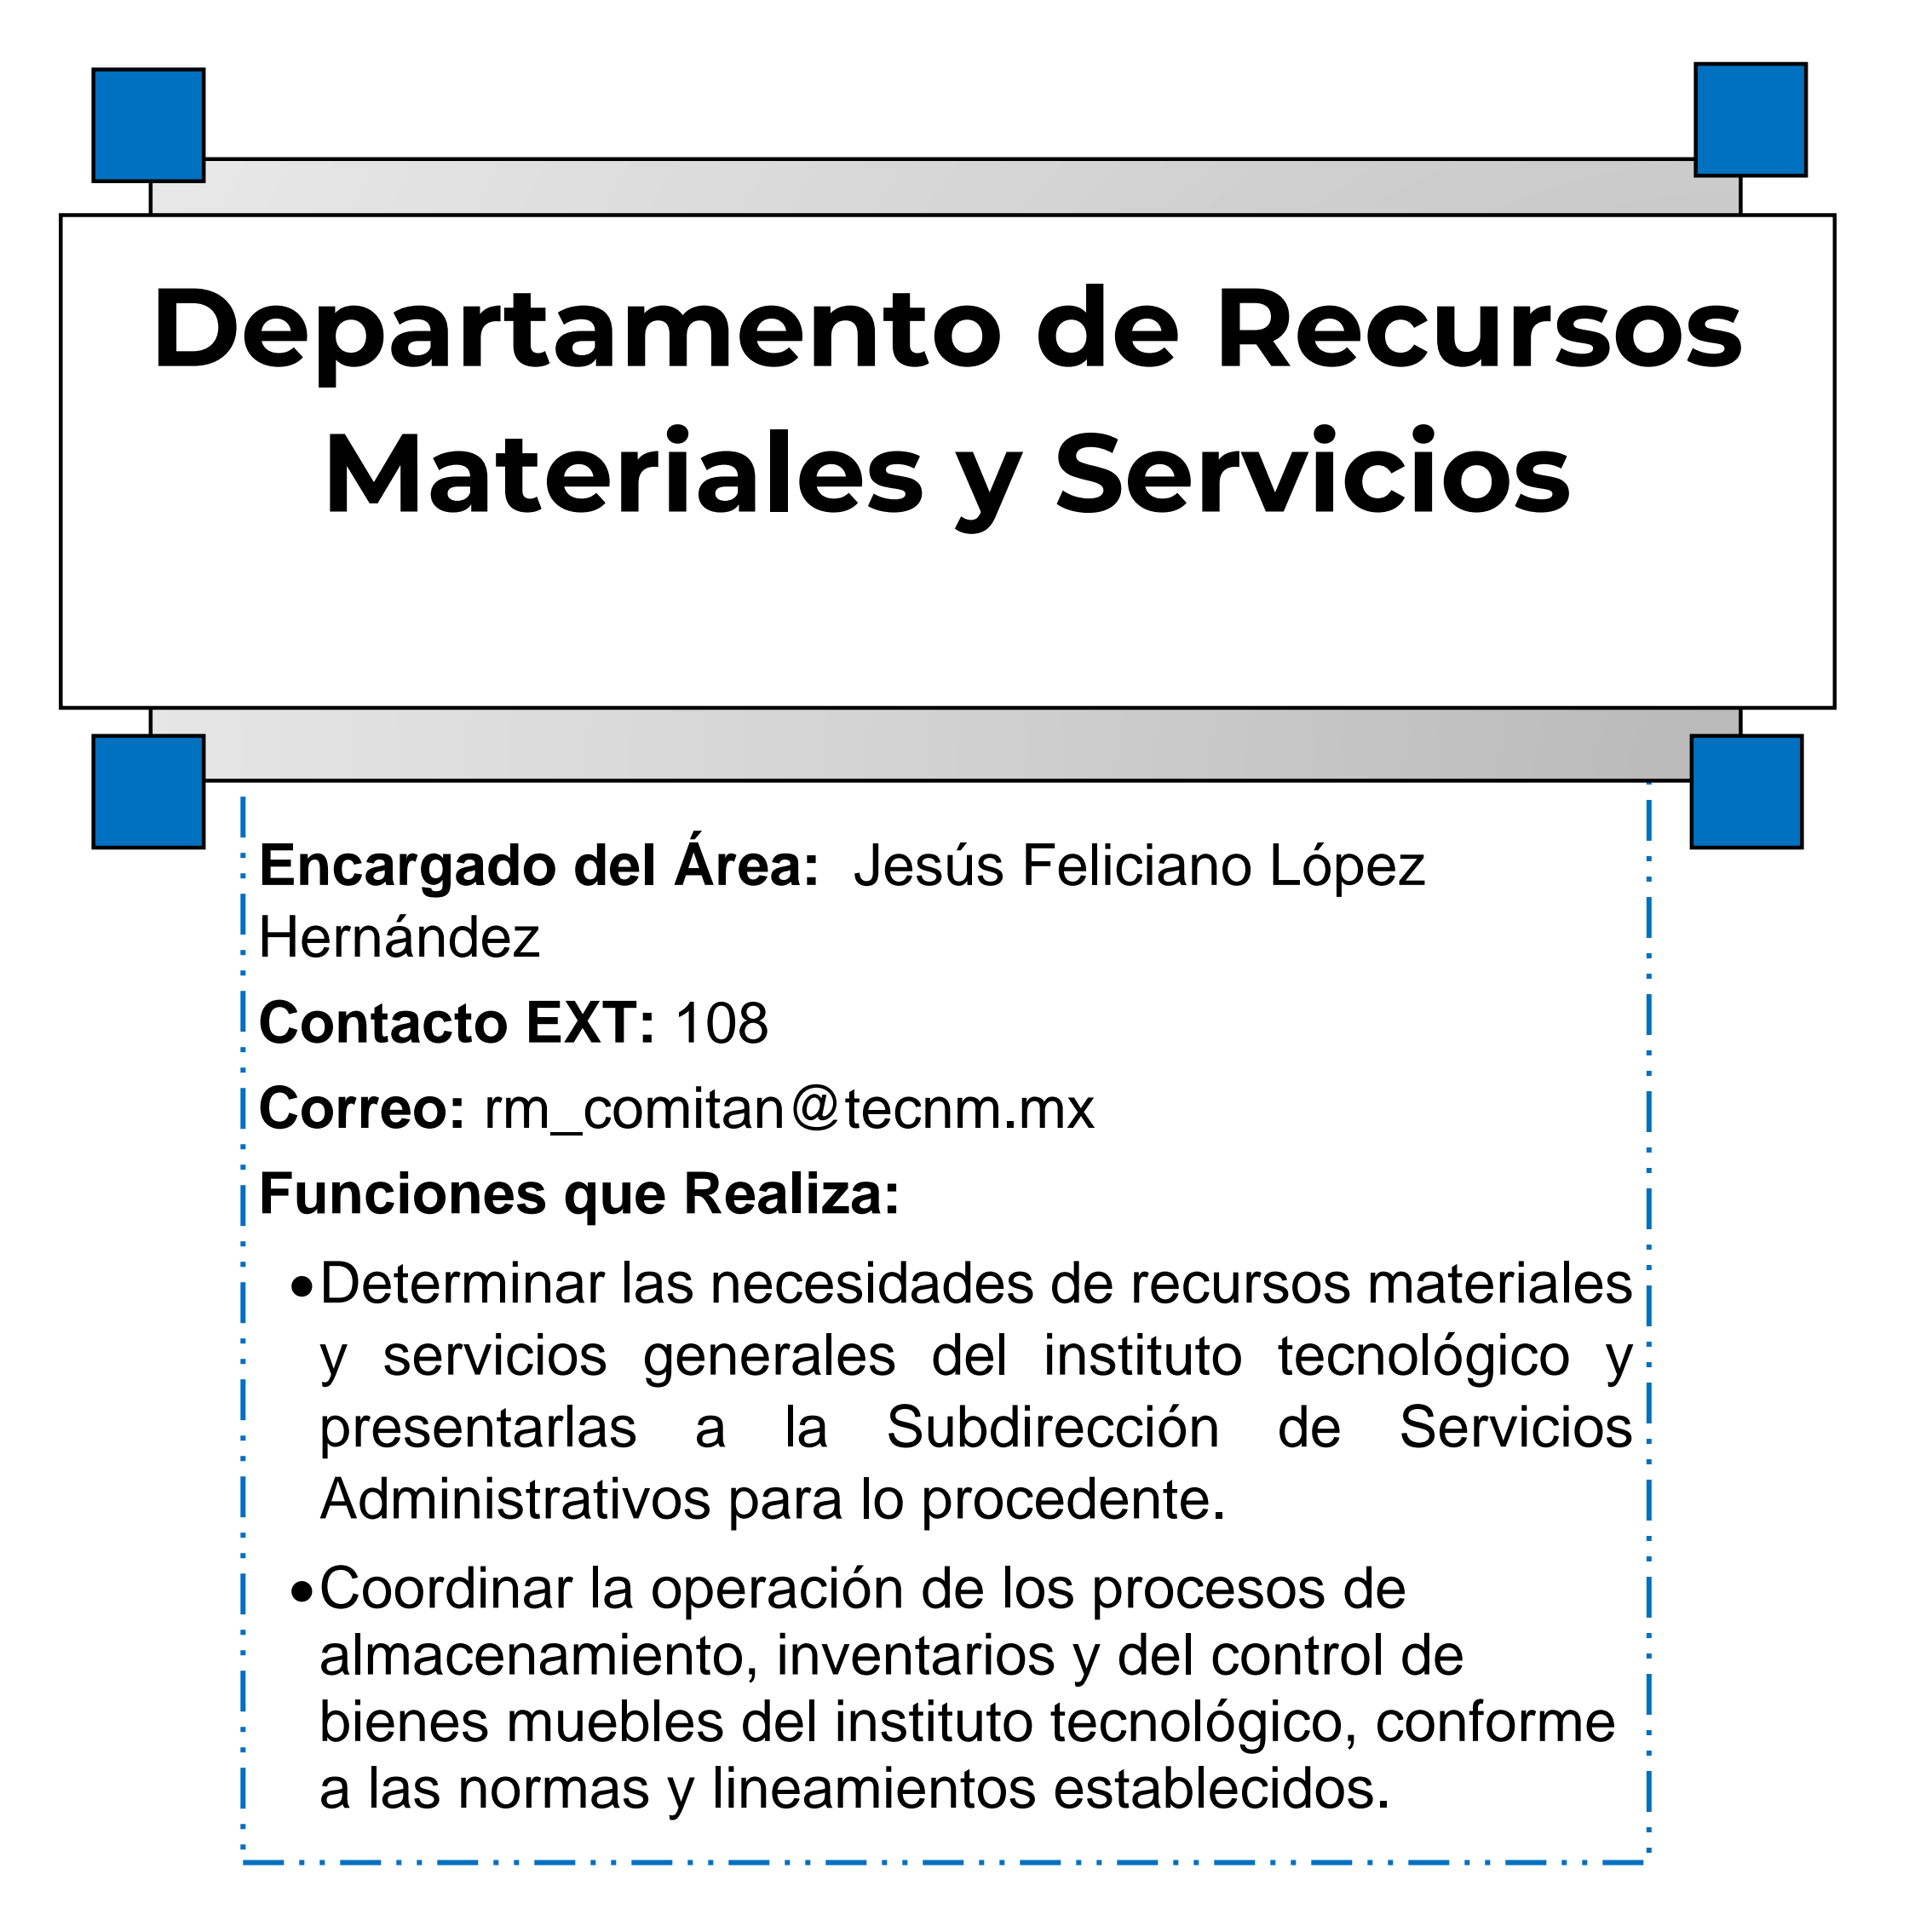 Departamento de Recursos
Materiales y Servicios
Encargado del Área: Jesús Feliciano López
Hernández
Contacto EXT: 108
Correo: rm_comitan@tecnm.mx
Funciones que Realiza:
•Determinar las necesidades de recursos materiales
y servicios generales del instituto tecnológico y
presentarlas a la Subdirección de Servicios
Administrativos para lo procedente.
•Coordinar la operación de los procesos de
almacenamiento, inventarios y del control de
bienes muebles del instituto tecnológico, conforme
a las normas y lineamientos establecidos.